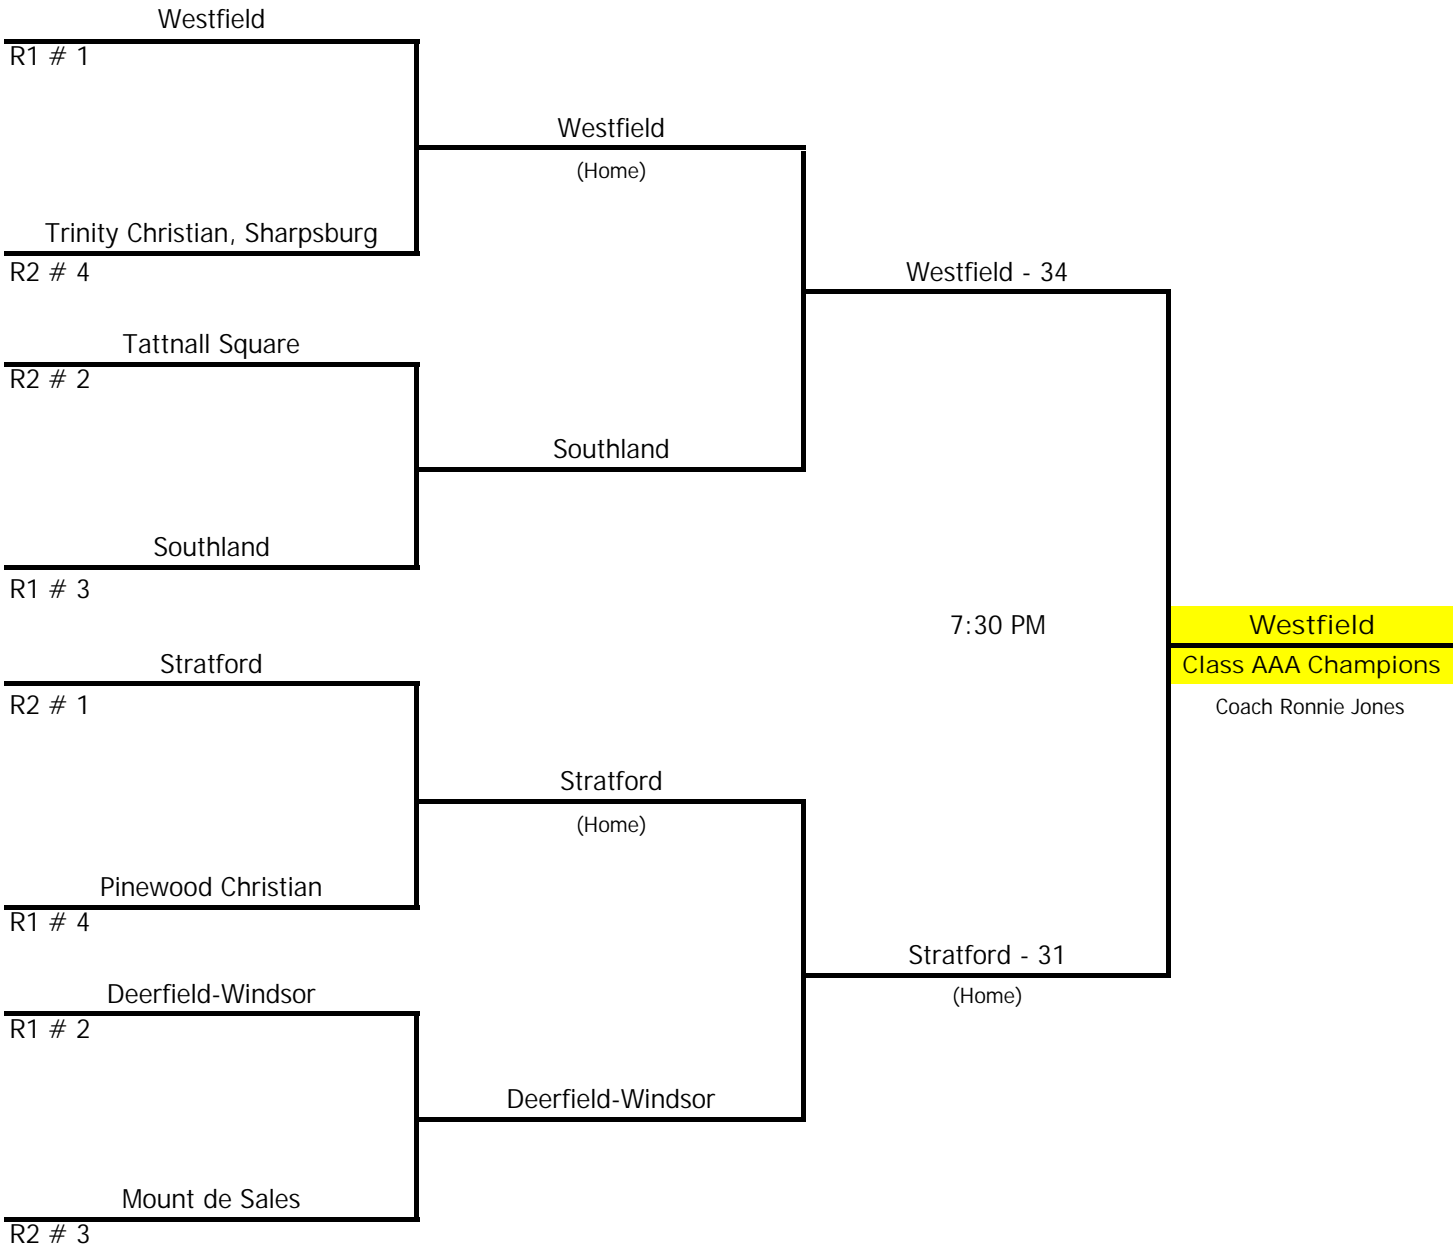 Westfield
R1 # 1
Westfield
(Home)
Trinity Christian, Sharpsburg
R2 # 4
Westfield - 34
Tattnall Square
R2 # 2
Southland
Southland
R1 # 3
7:30 PM
Westfield
Class AAA Champions
Coach Ronnie Jones
Stratford
R2 # 1
Stratford
(Home)
Pinewood Christian
R1 # 4
Stratford - 31
(Home)
Deerfield-Windsor
R1 # 2
Deerfield-Windsor
Mount de Sales
R2 # 3